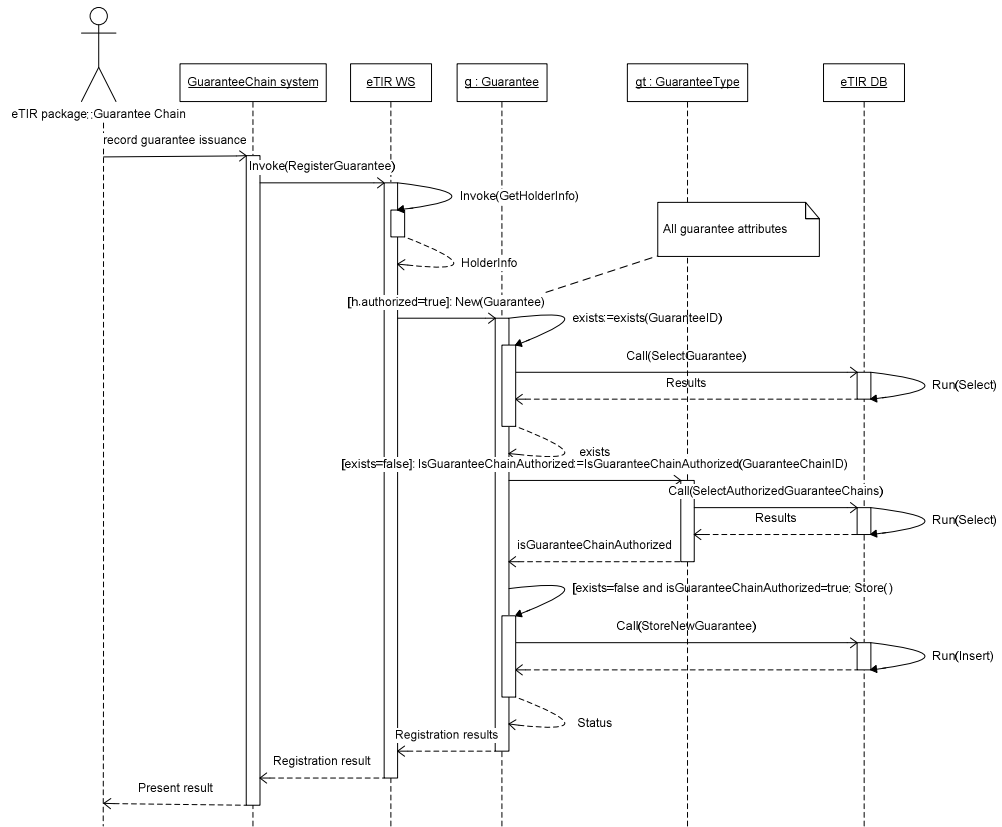 GuaranteeChain system
eTIR WS
g : Guarantee
gt : GuaranteeType
eTIR DB
eTIR package::Guarantee Chain
record guarantee issuance
Invoke(RegisterGuarantee)
Invoke(GetHolderInfo)
All guarantee attributes
HolderInfo
[h.authorized=true]: New(Guarantee)
exists:=exists(GuaranteeID)
Call(SelectGuarantee)
Results
Run(Select)
exists
[exists=false]: IsGuaranteeChainAuthorized:=IsGuaranteeChainAuthorized(GuaranteeChainID)
Call(SelectAuthorizedGuaranteeChains)
Results
Run(Select)
isGuaranteeChainAuthorized
[exists=false and isGuaranteeChainAuthorized=true: Store()
Call(StoreNewGuarantee)
Run(Insert)
Status
Registration results
Registration result
Present result